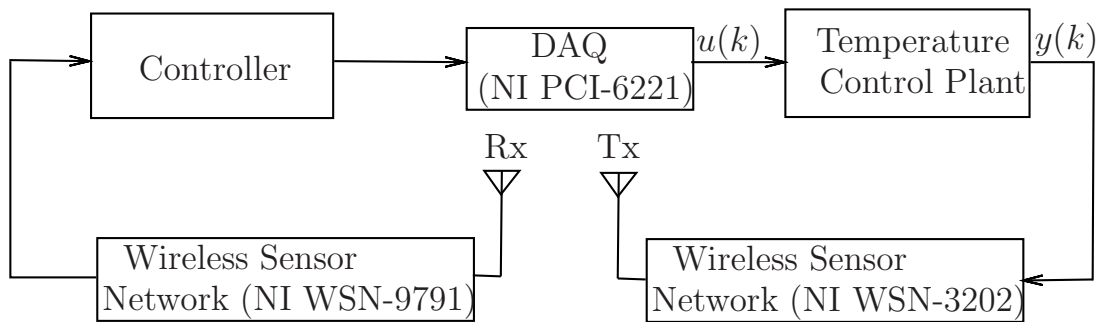 Controller
DAQ
(NI PCI-6221)
u(k)
Temperature
Control Plant
y(k)
Rx
Tx
Wireless Sensor
Network (NI WSN-9791)
Wireless Sensor
Network (NI WSN-3202)